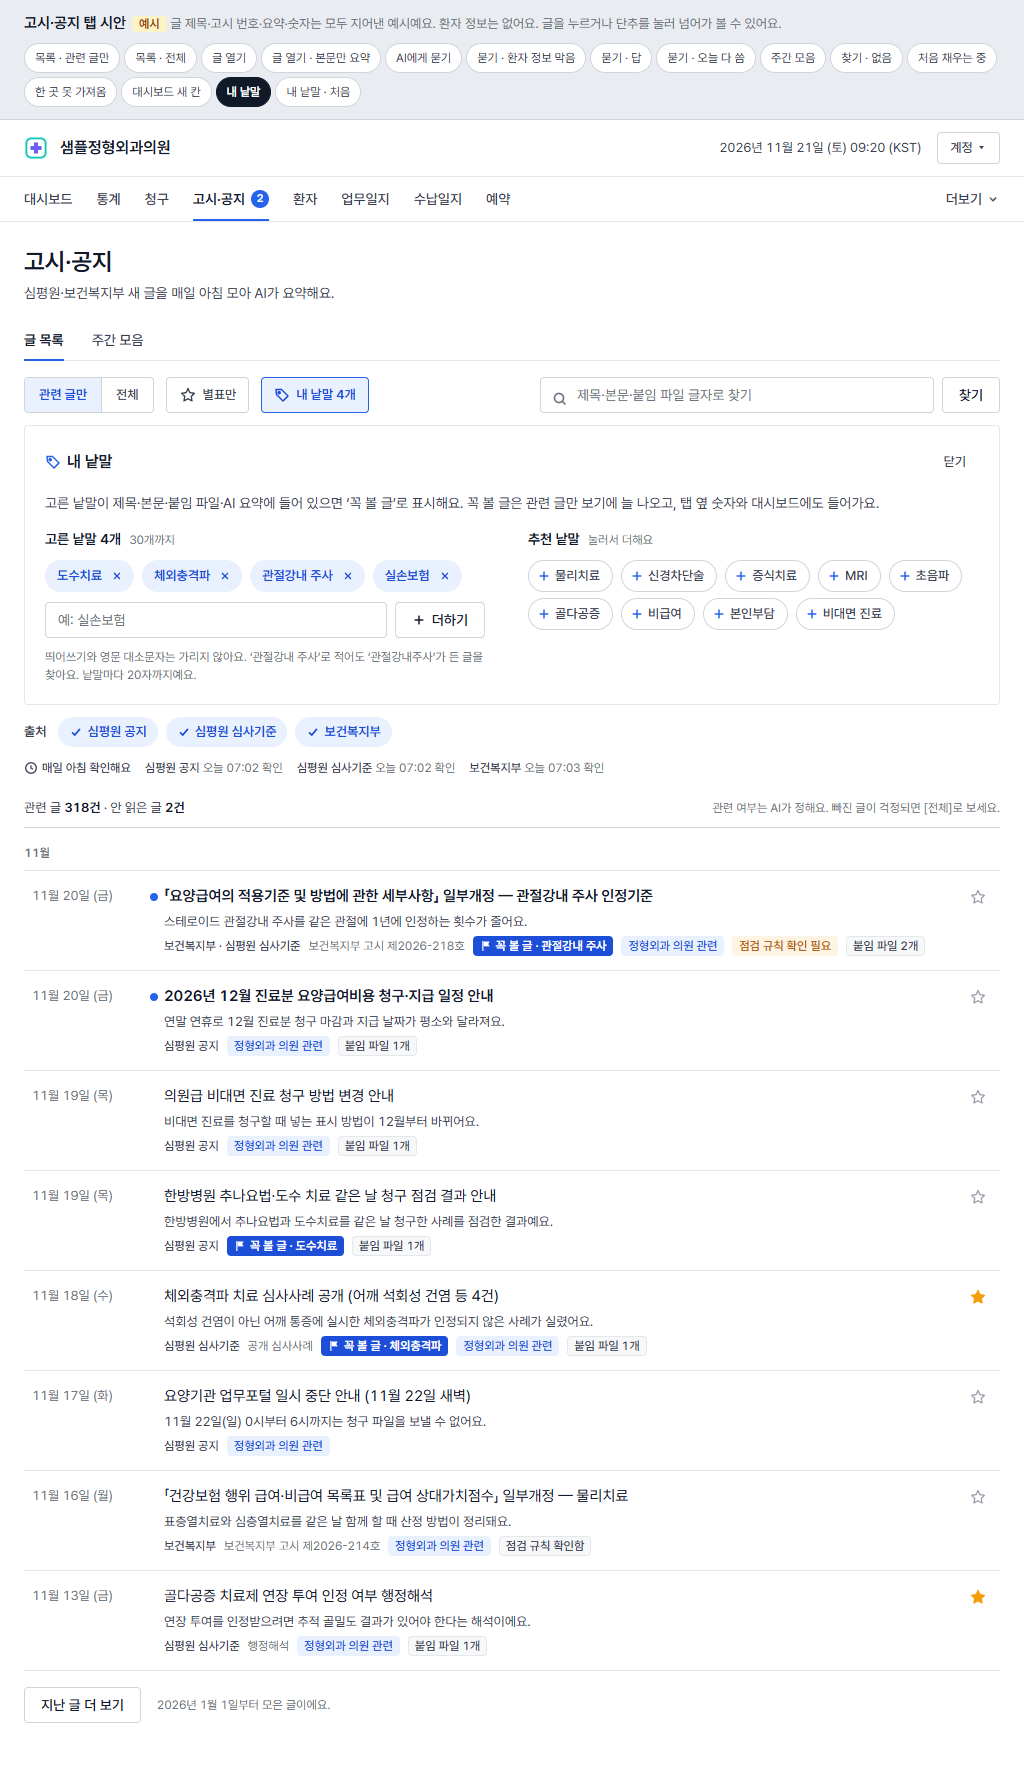 고시·공지 탭 시안 예시 글 제목·고시 번호·요약·숫자는 모두 지어낸 예시예요. 환자 정보는 없어요. 글을 누르거나 단추를 눌러 넘어가 볼 수 있어요.
목록 · 관련 글만 목록 · 전체 글 열기 글 열기 · 본문만 요약 AI에게 묻기 묻기 · 환자 정보 막음 묻기 · 답 묻기 · 오늘 다 씀 주간 모음 찾기 · 없음 처음 채우는 중
한 곳 못 가져옴 대시보드 새 칸 내 낱말 내 낱말 · 처음
샘플정형외과의원 2026년 11월 21일 (토) 09:20 (KST) 계정
대시보드 통계 청구 고시·공지 2 환자 업무일지 수납일지 예약 더보기
고시·공지
심평원·보건복지부 새 글을 매일 아침 모아 AI가 요약해요.
글 목록 주간 모음
관련 글만 전체 별표만 내 낱말 4개 제목·본문·붙임 파일 글자로 찾기 찾기
내 낱말 닫기
고른 낱말이 제목·본문·붙임 파일·AI 요약에 들어 있으면 ‘꼭 볼 글’로 표시해요. 꼭 볼 글은 관련 글만 보기에 늘 나오고, 탭 옆 숫자와 대시보드에도 들어가요.
고른 낱말 4개 30개까지
도수치료 × 체외충격파 × 관절강내 주사 × 실손보험 ×
예: 실손보험 + 더하기
띄어쓰기와 영문 대소문자는 가리지 않아요. ‘관절강내 주사’로 적어도 ‘관절강내주사’가 든 글을
찾아요. 낱말마다 20자까지예요.
추천 낱말 눌러서 더해요
+ 물리치료 + 신경차단술 + 증식치료 + MRI + 초음파
+ 골다공증 + 비급여 + 본인부담 + 비대면 진료
출처 심평원 공지 심평원 심사기준 보건복지부
매일 아침 확인해요 심평원 공지 오늘 07:02 확인 심평원 심사기준 오늘 07:02 확인 보건복지부 오늘 07:03 확인
관련 글 318건 · 안 읽은 글 2건 관련 여부는 AI가 정해요. 빠진 글이 걱정되면 [전체]로 보세요.
11월
11월 20일 (금) 「요양급여의 적용기준 및 방법에 관한 세부사항」 일부개정 — 관절강내 주사 인정기준
스테로이드 관절강내 주사를 같은 관절에 1년에 인정하는 횟수가 줄어요.
보건복지부 · 심평원 심사기준 보건복지부 고시 제2026-218호 꼭 볼 글 · 관절강내 주사 정형외과 의원 관련 점검 규칙 확인 필요 붙임 파일 2개
11월 20일 (금) 2026년 12월 진료분 요양급여비용 청구·지급 일정 안내
연말 연휴로 12월 진료분 청구 마감과 지급 날짜가 평소와 달라져요.
심평원 공지 정형외과 의원 관련 붙임 파일 1개
11월 19일 (목) 의원급 비대면 진료 청구 방법 변경 안내
비대면 진료를 청구할 때 넣는 표시 방법이 12월부터 바뀌어요.
심평원 공지 정형외과 의원 관련 붙임 파일 1개
11월 19일 (목) 한방병원 추나요법·도수 치료 같은 날 청구 점검 결과 안내
한방병원에서 추나요법과 도수치료를 같은 날 청구한 사례를 점검한 결과예요.
심평원 공지 꼭 볼 글 · 도수치료 붙임 파일 1개
11월 18일 (수) 체외충격파 치료 심사사례 공개 (어깨 석회성 건염 등 4건)
석회성 건염이 아닌 어깨 통증에 실시한 체외충격파가 인정되지 않은 사례가 실렸어요.
심평원 심사기준 공개 심사사례 꼭 볼 글 · 체외충격파 정형외과 의원 관련 붙임 파일 1개
11월 17일 (화) 요양기관 업무포털 일시 중단 안내 (11월 22일 새벽)
11월 22일(일) 0시부터 6시까지는 청구 파일을 보낼 수 없어요.
심평원 공지 정형외과 의원 관련
11월 16일 (월) 「건강보험 행위 급여·비급여 목록표 및 급여 상대가치점수」 일부개정 — 물리치료
표층열치료와 심층열치료를 같은 날 함께 할 때 산정 방법이 정리돼요.
보건복지부 보건복지부 고시 제2026-214호 정형외과 의원 관련 점검 규칙 확인함
11월 13일 (금) 골다공증 치료제 연장 투여 인정 여부 행정해석
연장 투여를 인정받으려면 추적 골밀도 결과가 있어야 한다는 해석이에요.
심평원 심사기준 행정해석 정형외과 의원 관련 붙임 파일 1개
지난 글 더 보기 2026년 1월 1일부터 모은 글이에요.